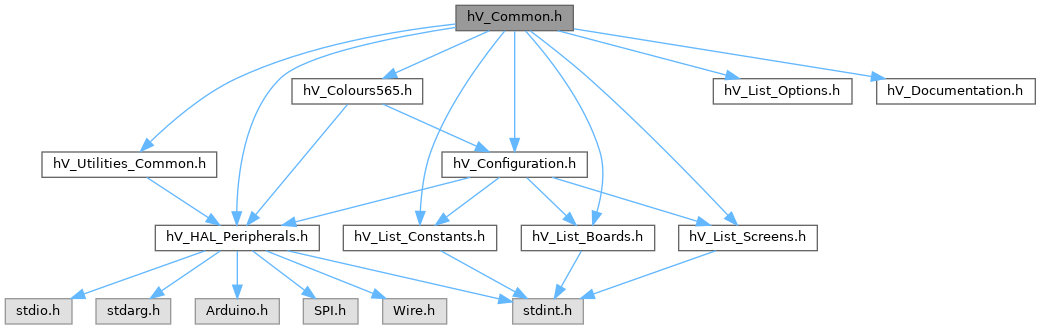 hV_Common.h
hV_Colours565.h
hV_List_Options.h
hV_Documentation.h
hV_Utilities_Common.h
hV_Configuration.h
hV_HAL_Peripherals.h
hV_List_Constants.h
hV_List_Boards.h
hV_List_Screens.h
stdio.h
stdarg.h
Arduino.h
SPI.h
Wire.h
stdint.h